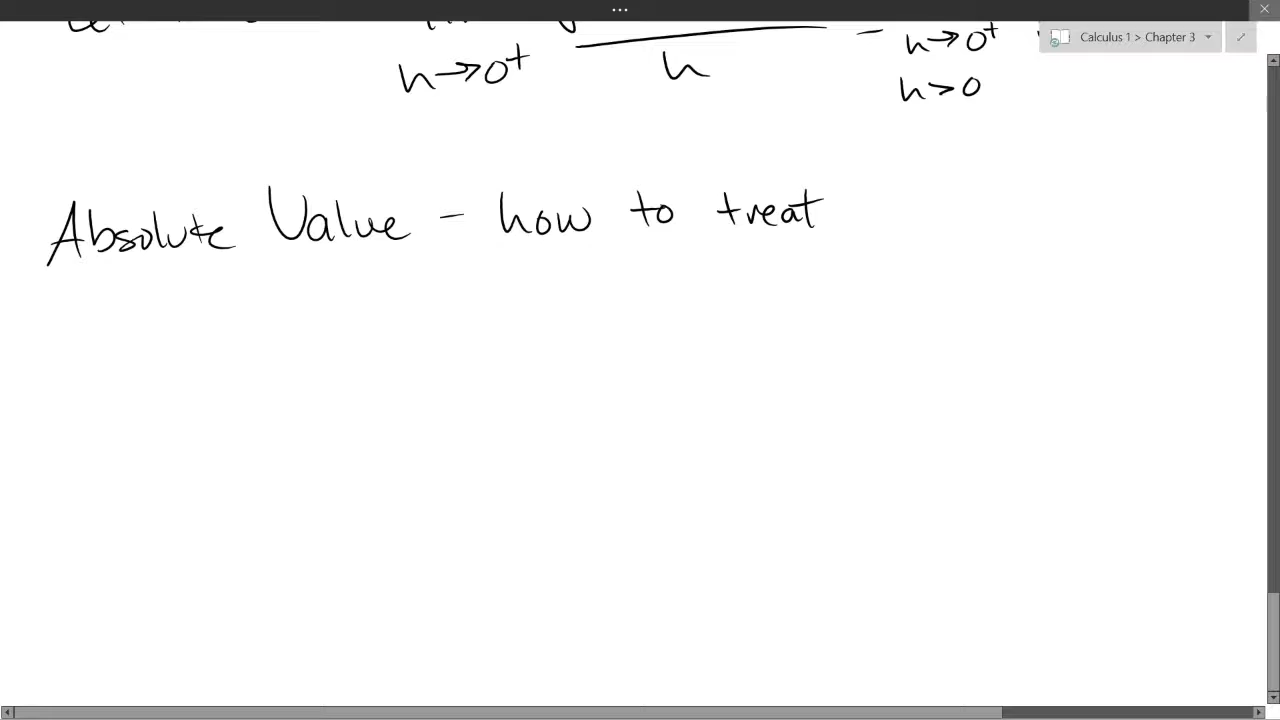 Calculus 1 > Chapter 3
h→0⁺
h
h→0⁺
h>0
Absolute Value - how to treat